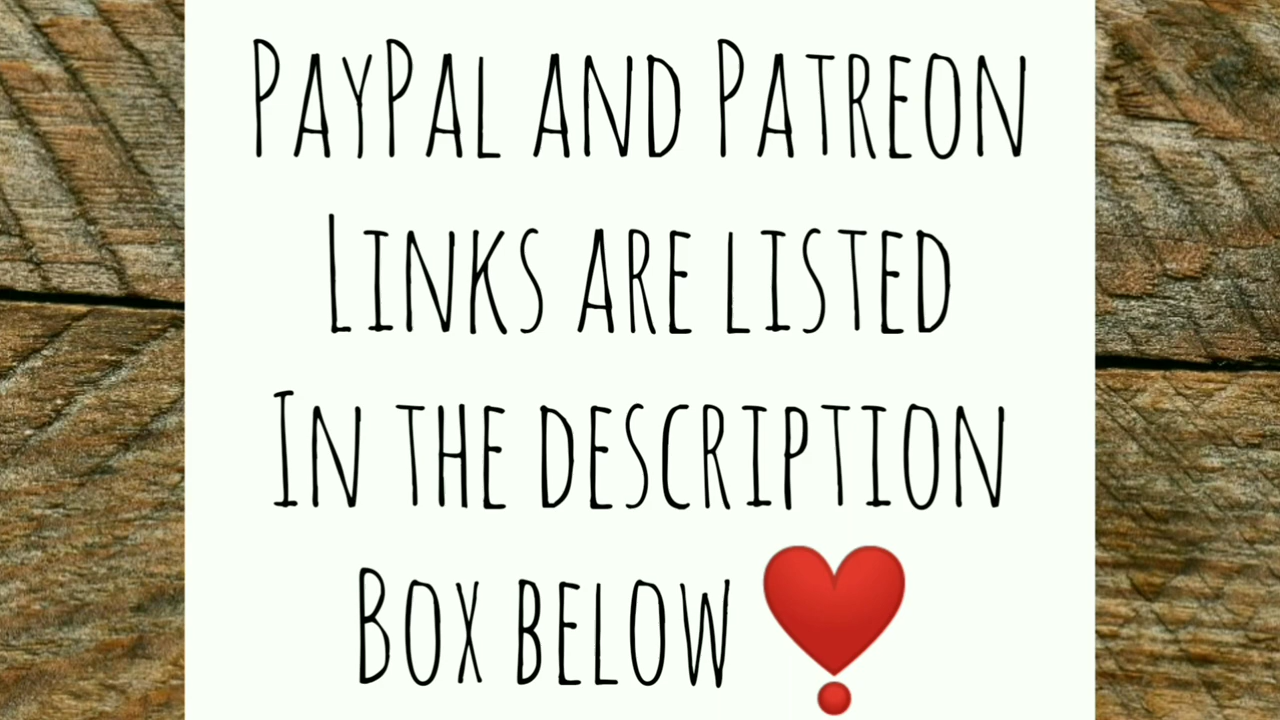 PayPal and Patreon
Links are listed
In the description
Box below ❣